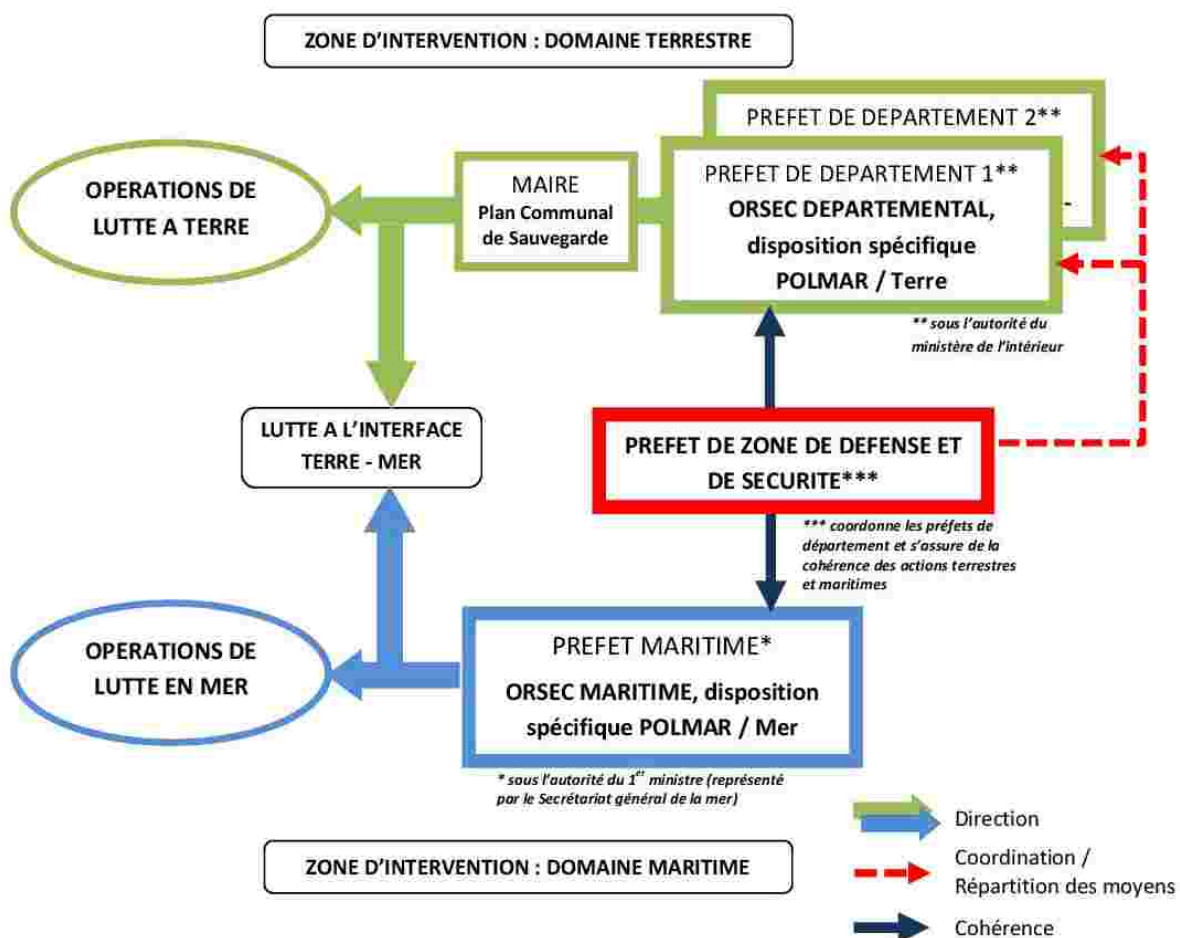 ZONE D'INTERVENTION : DOMAINE TERRESTRE
PREFET DE DEPARTEMENT 2**
-
PREFET DE DEPARTEMENT 1**
ORSEC DEPARTEMENTAL,
disposition spécifique
POLMAR / Terre
** sous l'autorité du
ministère de l'intérieur
MAIRE
Plan Communal
de Sauvegarde
OPERATIONS DE
LUTTE A TERRE
LUTTE A L'INTERFACE
TERRE - MER
PREFET DE ZONE DE DEFENSE ET
DE SECURITE***
*** coordonne les préfets de
département et s'assure de la
cohérence des actions terrestres
et maritimes
OPERATIONS DE
LUTTE EN MER
PREFET MARITIME*
ORSEC MARITIME, disposition
spécifique POLMAR / Mer
* sous l'autorité du 1er ministre (représenté
par le Secrétariat général de la mer)
ZONE D'INTERVENTION : DOMAINE MARITIME
Direction
Coordination /
Répartition des moyens
Cohérence